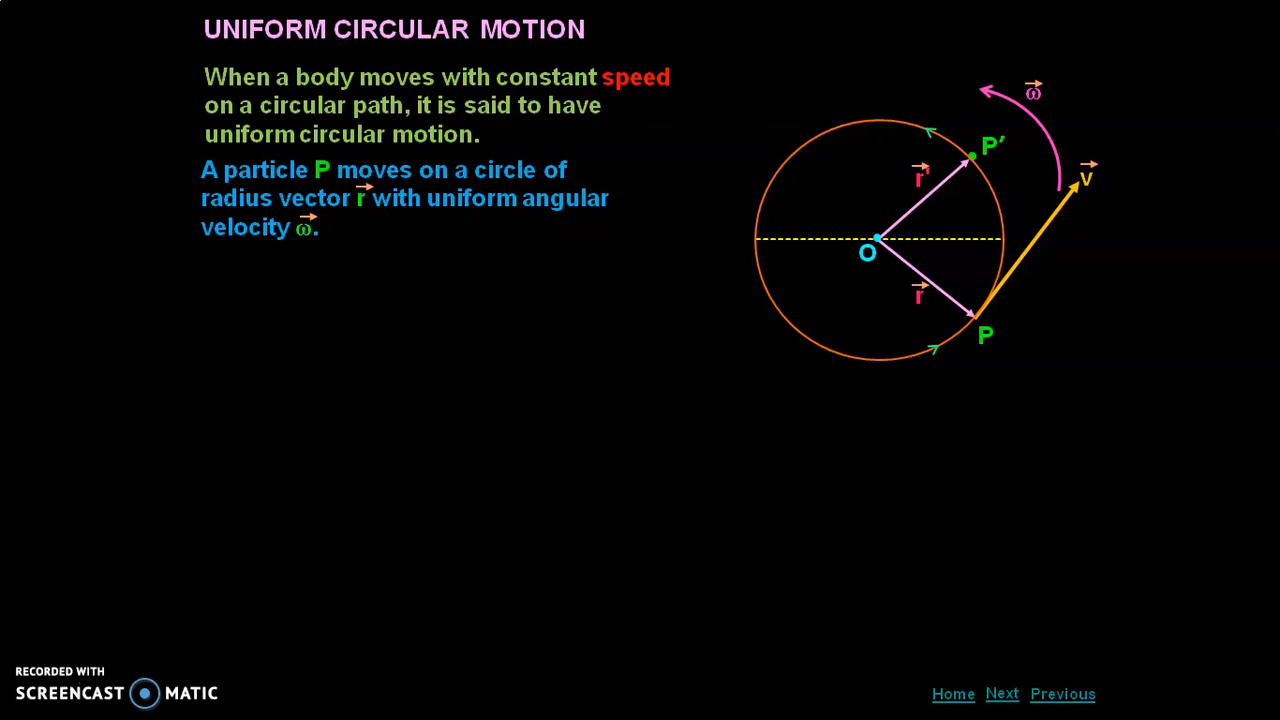 UNIFORM CIRCULAR MOTION
When a body moves with constant speed
on a circular path, it is said to have
uniform circular motion.
A particle P moves on a circle of
radius vector r⃗ with uniform angular
velocity ω⃗.
ω⃗
P′
r⃗'
v⃗
O
r⃗
P
RECORDED WITH
SCREENCAST MATIC
Home Next Previous